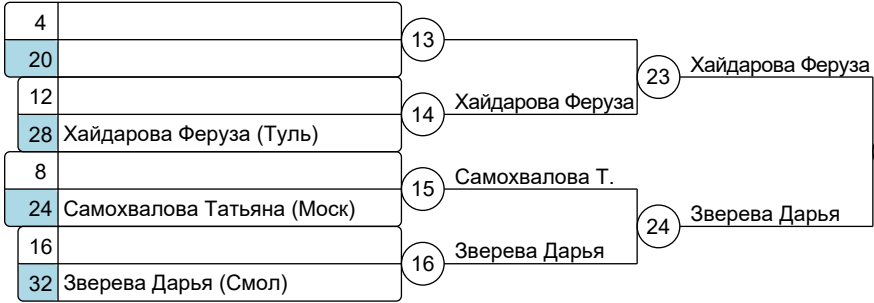 4
20
13
12
28 Хайдарова Феруза (Туль)
14
Хайдарова Феруза
23
Хайдарова Феруза
8
24 Самохвалова Татьяна (Моск)
15
Самохвалова Т.
16
32 Зверева Дарья (Смол)
16
Зверева Дарья
24
Зверева Дарья